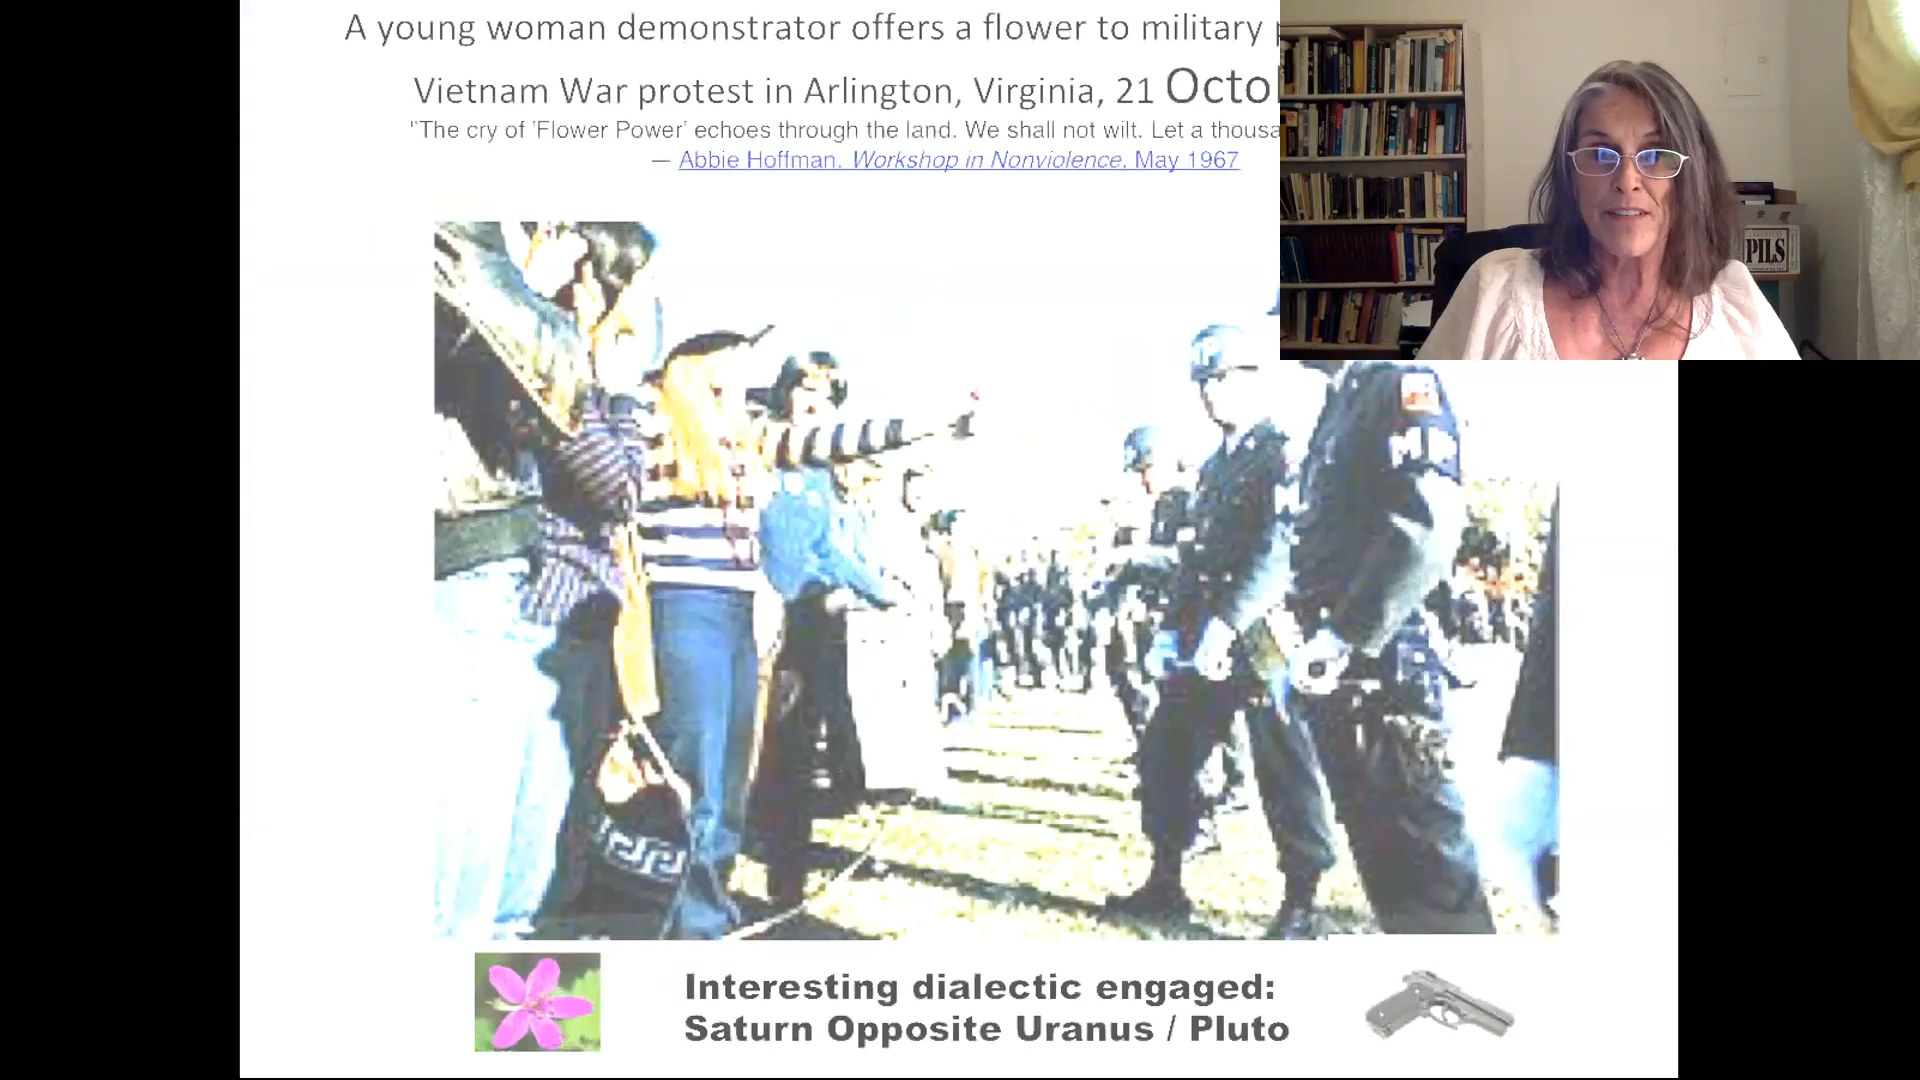 A young woman demonstrator offers a flower to military
Vietnam War protest in Arlington, Virginia, 21 Octo
"The cry of 'Flower Power' echoes through the land. We shall not wilt. Let a thousa
— Abbie Hoffman, Workshop in Nonviolence, May 1967
PILS
MP
Interesting dialectic engaged:
Saturn Opposite Uranus / Pluto